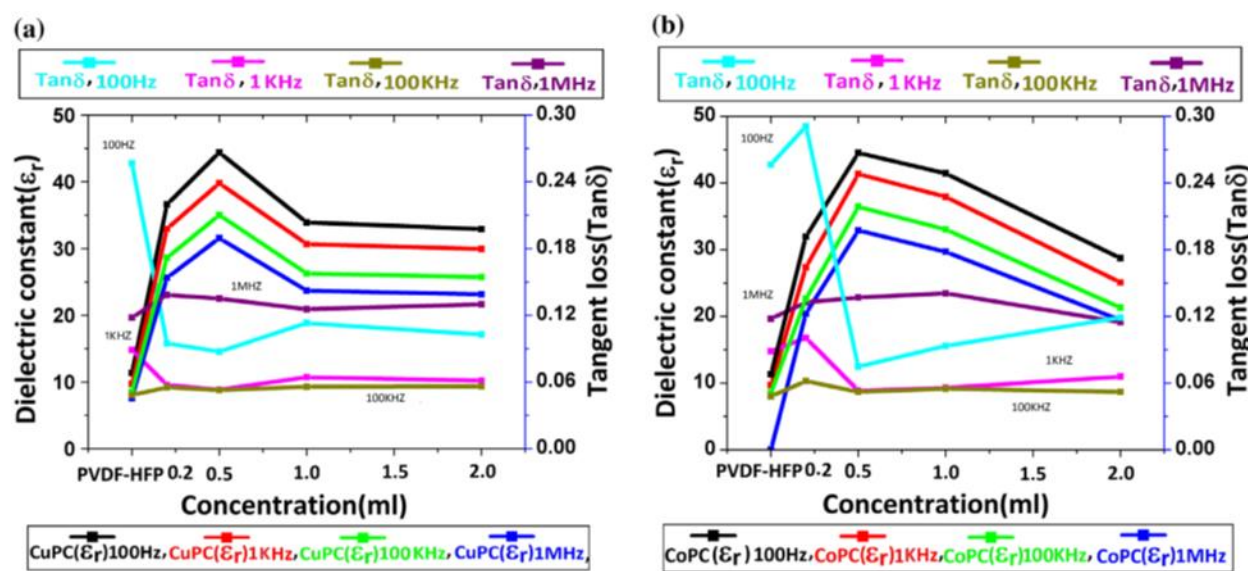 (a)
Tanδ,100Hz Tanδ,1KHz Tanδ,100KHz Tanδ,1MHz
Dielectric constant(εr)
50
40
30
20
10
0
100HZ
1MHZ
1KHZ
100KHZ
0.30
0.24
0.18
0.12
0.06
0.00
Tangent loss(Tanδ)
PVDF-HFP 0.2 0.5 1.0 1.5 2.0
Concentration(ml)
CuPC(εr)100Hz, CuPC(εr)1KHz, CuPC(εr)100KHz, CuPC(εr)1MHz,
(b)
Tanδ,100Hz Tanδ,1KHz Tanδ,100KHz Tanδ,1MHz
Dielectric constant(εr)
50
40
30
20
10
0
100HZ
1MHZ
1KHZ
1KHZ
100KHZ
0.30
0.24
0.18
0.12
0.06
0.00
Tangent loss(Tanδ)
PVDF-HFP 0.2 0.5 1.0 1.5 2.0
Concentration(ml)
CoPC(εr)100Hz, CoPC(εr)1KHz, CoPC(εr)100KHz, CoPC(εr)1MHz